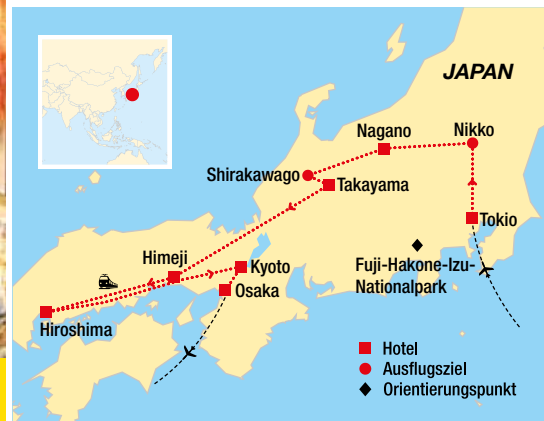 JAPAN
Nagano
Nikko
Shirakawago
Takayama
Tokio
Himeji
Kyoto
Fuji-Hakone-Izu-
Nationalpark
Osaka
Hiroshima
Hotel
Ausflugsziel
Orientierungspunkt